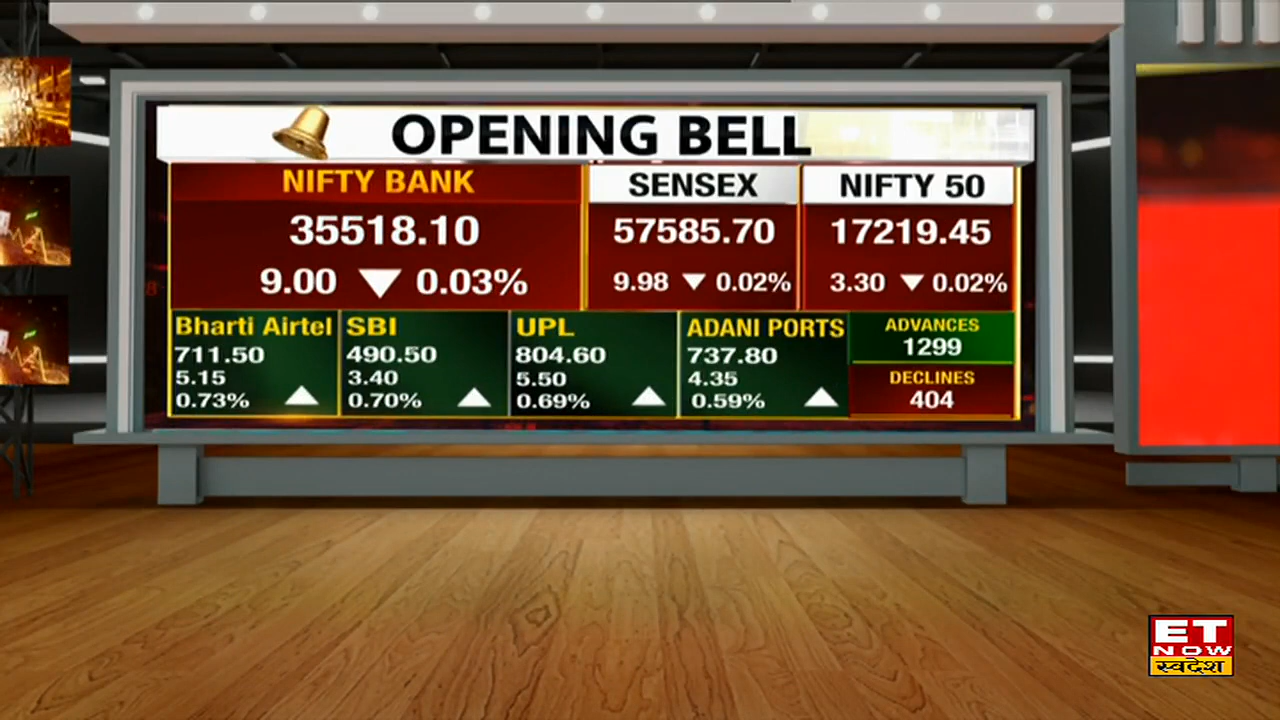 OPENING BELL
NIFTY BANK
35518.10
9.00 ▼ 0.03%
SENSEX
57585.70
9.98 ▼ 0.02%
NIFTY 50
17219.45
3.30 ▼ 0.02%
Bharti Airtel
711.50
5.15
0.73% ▲
SBI
490.50
3.40
0.70% ▲
UPL
804.60
5.50
0.69% ▲
ADANI PORTS
737.80
4.35
0.59% ▲
ADVANCES
1299
DECLINES
404
ET
NOW
स्वदेश